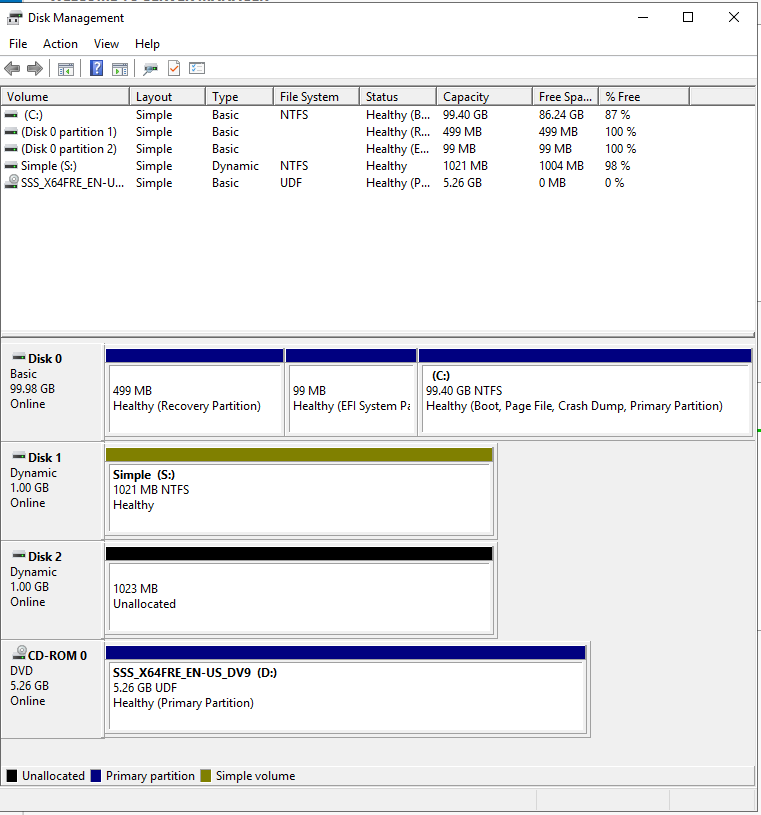 Disk Management
File Action View Help
Volume Layout Type File System Status Capacity Free Spa... % Free
(C:) Simple Basic NTFS Healthy (B... 99.40 GB 86.24 GB 87 %
(Disk 0 partition 1) Simple Basic Healthy (R... 499 MB 499 MB 100 %
(Disk 0 partition 2) Simple Basic Healthy (E... 99 MB 99 MB 100 %
Simple (S:) Simple Dynamic NTFS Healthy 1021 MB 1004 MB 98 %
SSS_X64FRE_EN-U... Simple Basic UDF Healthy (P... 5.26 GB 0 MB 0 %
Disk 0
Basic
99.98 GB
Online
499 MB
Healthy (Recovery Partition)
99 MB
Healthy (EFI System Pa
(C:)
99.40 GB NTFS
Healthy (Boot, Page File, Crash Dump, Primary Partition)
Disk 1
Dynamic
1.00 GB
Online
Simple (S:)
1021 MB NTFS
Healthy
Disk 2
Dynamic
1.00 GB
Online
1023 MB
Unallocated
CD-ROM 0
DVD
5.26 GB
Online
SSS_X64FRE_EN-US_DV9 (D:)
5.26 GB UDF
Healthy (Primary Partition)
Unallocated Primary partition Simple volume